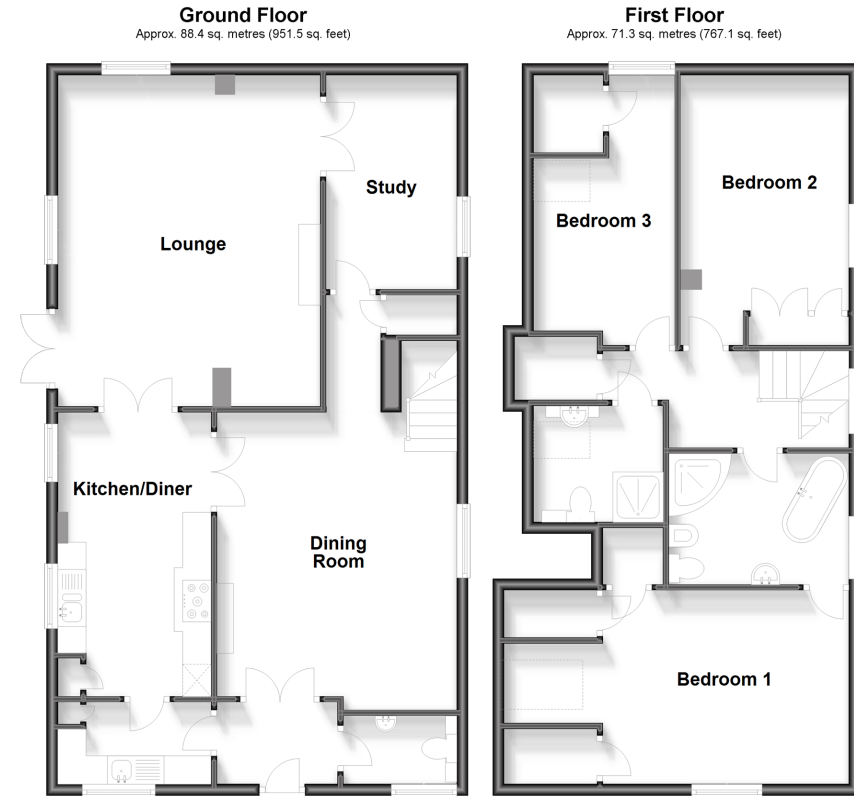 Ground Floor
Approx. 88.4 sq. metres (951.5 sq. feet)
First Floor
Approx. 71.3 sq. metres (767.1 sq. feet)
Study
Lounge
Kitchen/Diner
Dining
Room
Bedroom 2
Bedroom 3
Bedroom 1